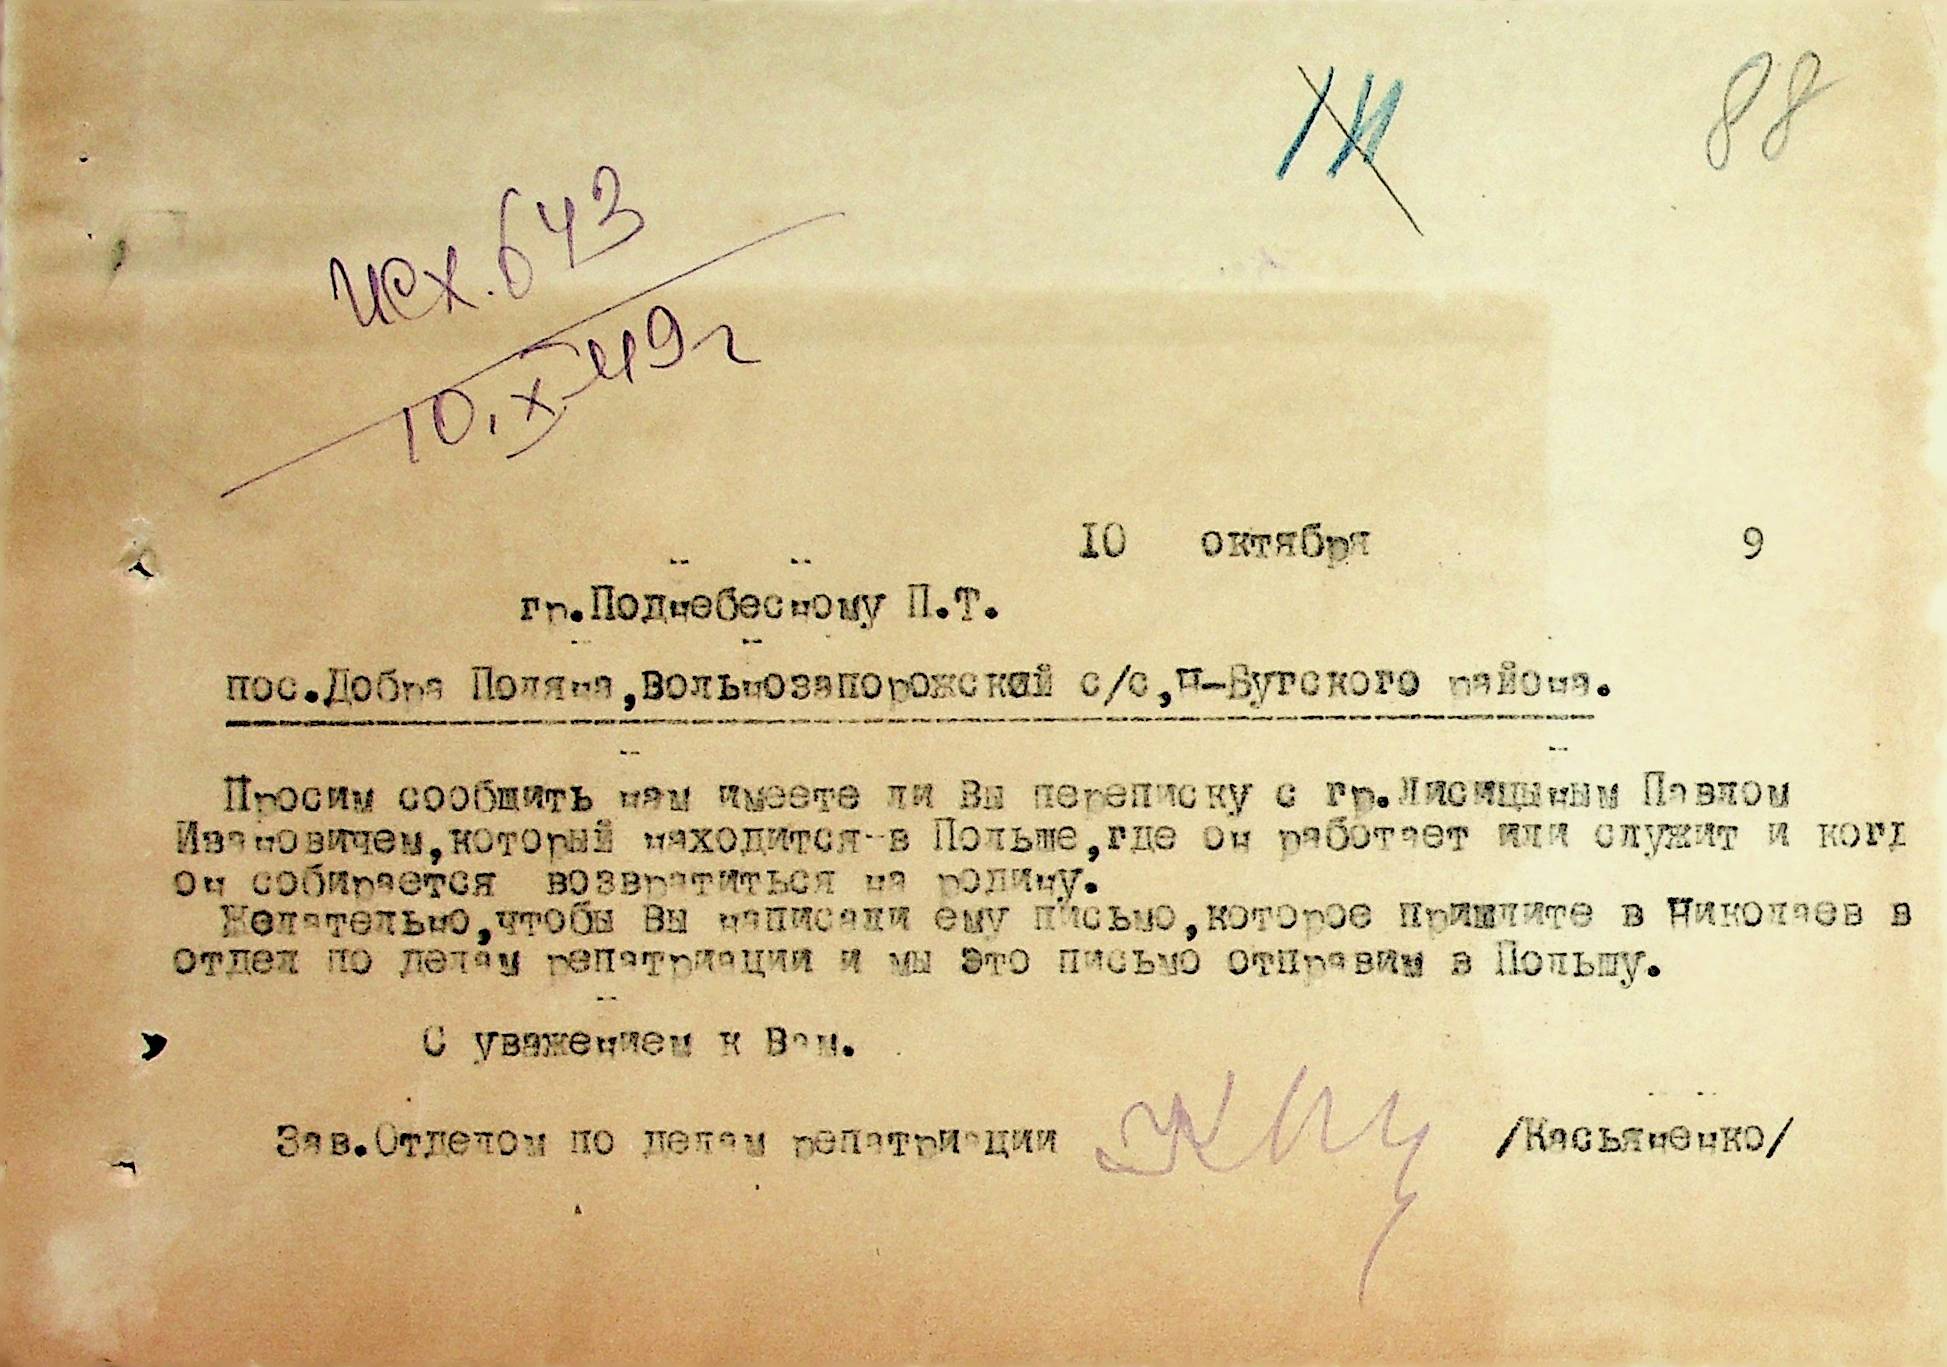 88
исх. 643
10.X-49г
10 октября 9
гр.Поднебесному П.Т.
пос.Добра Поляна,Вольнозапорожский с/с,Н-Бугского района.
Просим сообщить нам имеете ли Вы переписку с гр.Лисицыным Павлом
Ивановичем,который находится в Польше,где он работает или служит и когд
он собирается возвратиться на родину.
Желательно,чтобы Вы написали ему письмо,которое пришлите в Николаев в
отдел по делам репатриации и мы это письмо отправим в Польшу.
С уважением к Вам.
Зав.Отделом по делам репатриации /Касьяненко/